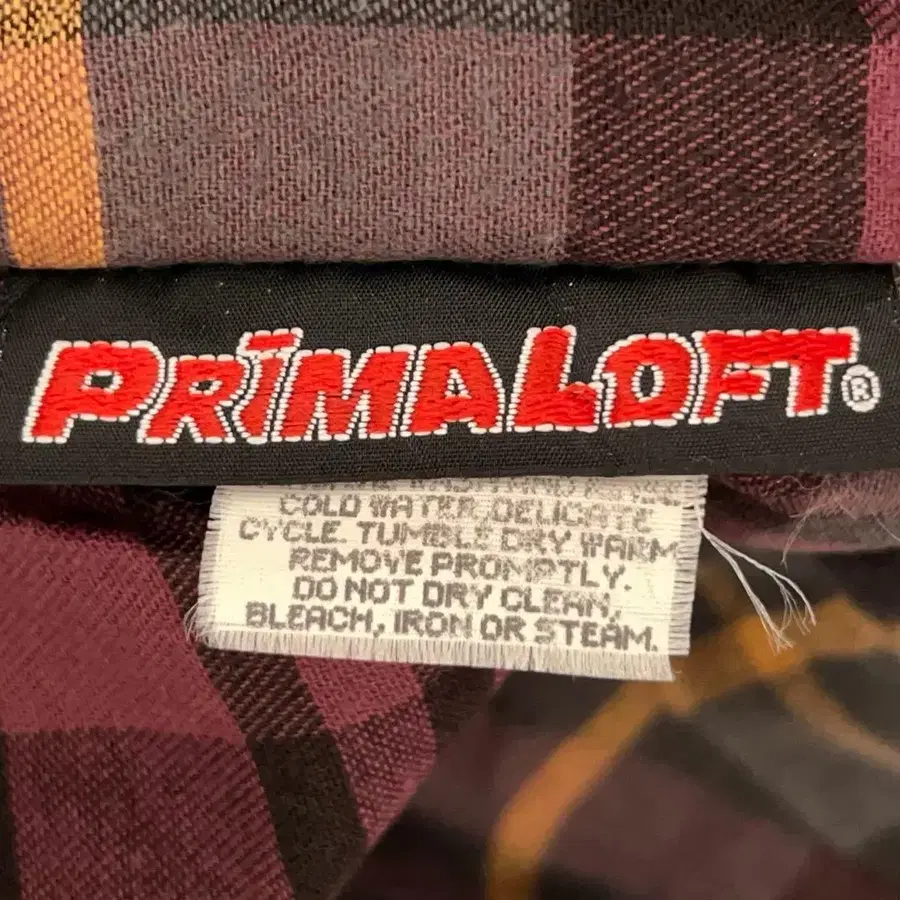 PRIMALOFT®
COLD WATER, DELICATE
CYCLE. TUMBLE DRY WARM
REMOVE PROMPTLY.
DO NOT DRY CLEAN,
BLEACH, IRON OR STEAM.